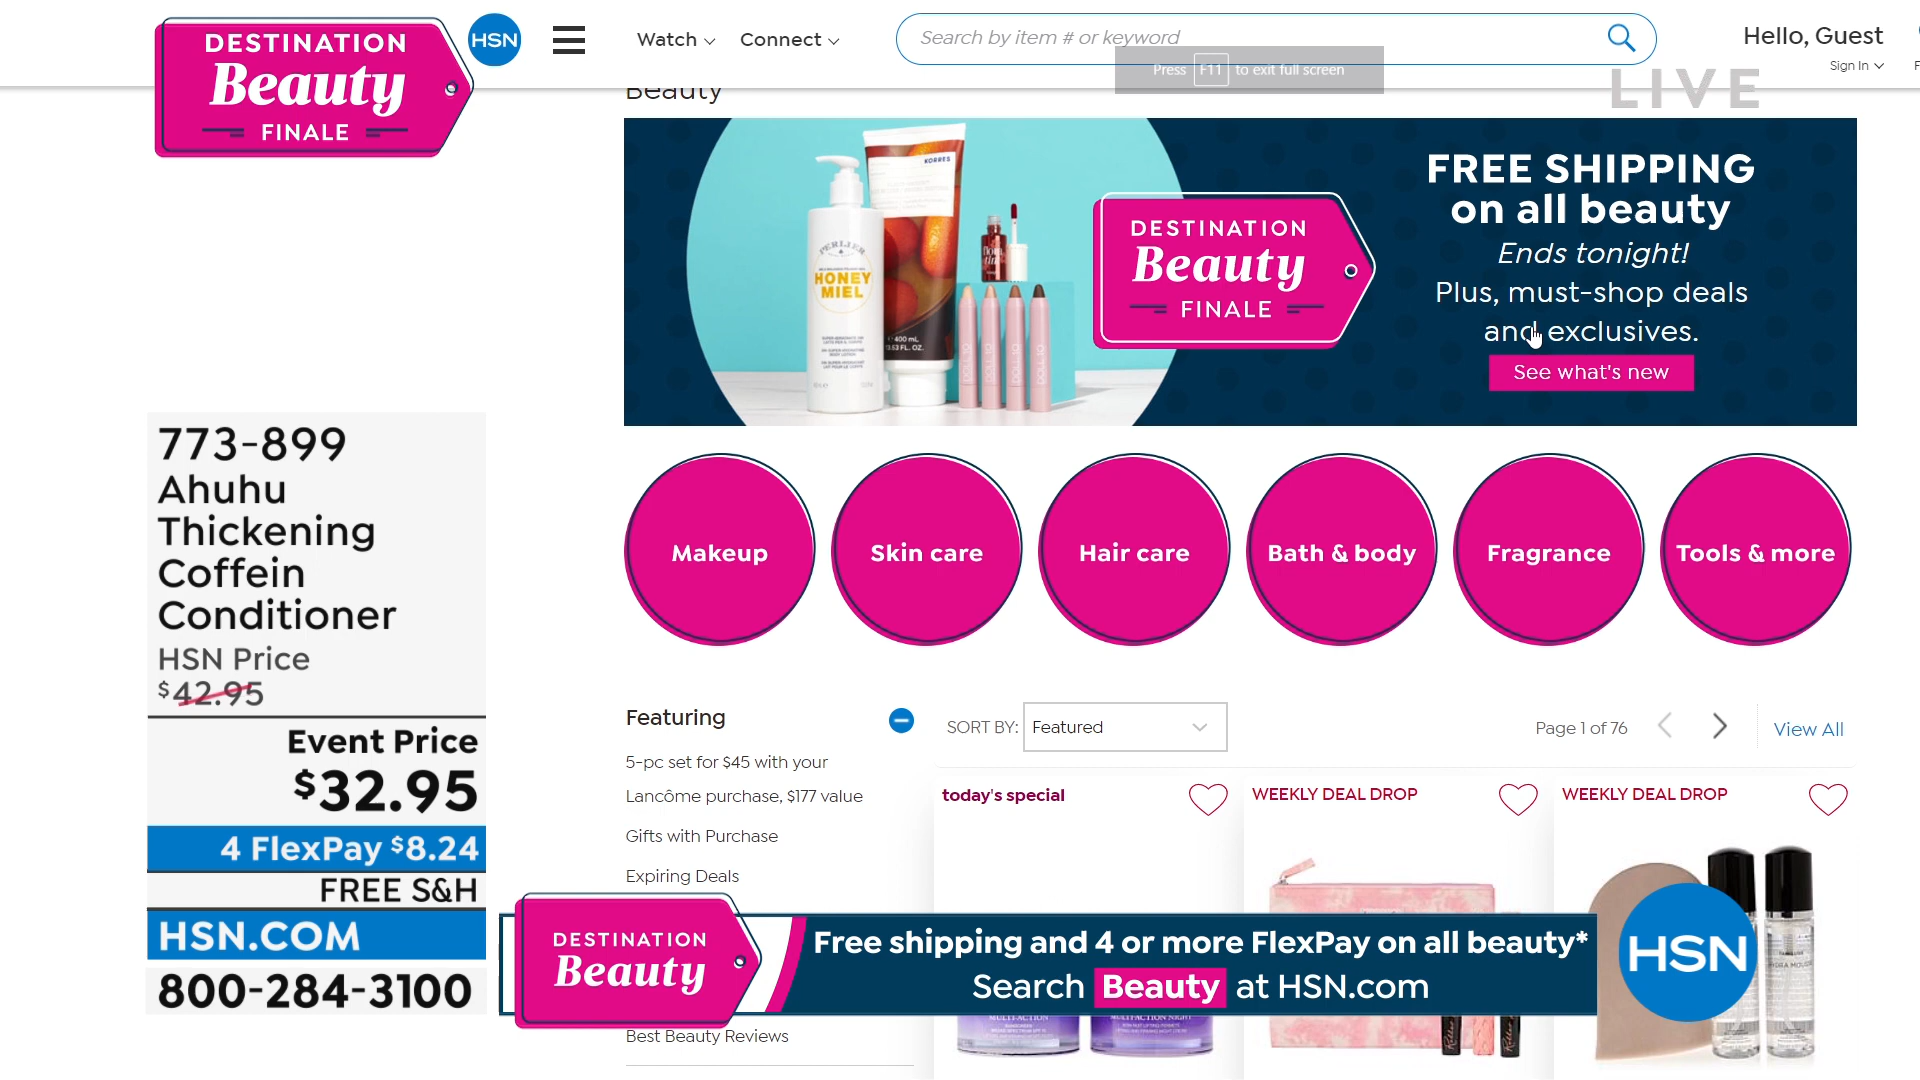 DESTINATION
Beauty
FINALE
HSN
Watch
Connect
Search by item # or keyword
Hello, Guest
Sign In
Press F11 to exit full screen
LIVE
Beauty
KORRES
PERLIER
HONEY
MIEL
400 mL
DESTINATION
Beauty
FINALE
FREE SHIPPING
on all beauty
Ends tonight!
Plus, must-shop deals
and exclusives.
See what's new
Makeup
Skin care
Hair care
Bath & body
Fragrance
Tools & more
773-899
Ahuhu
Thickening
Coffein
Conditioner
HSN Price
$42.95
Event Price
$32.95
4 FlexPay $8.24
FREE S&H
HSN.COM
800-284-3100
Featuring
5-pc set for $45 with your
Lancôme purchase, $177 value
Gifts with Purchase
Expiring Deals
Best Beauty Reviews
SORT BY: Featured
Page 1 of 76
View All
today's special
WEEKLY DEAL DROP
WEEKLY DEAL DROP
DESTINATION
Beauty
Free shipping and 4 or more FlexPay on all beauty*
Search Beauty at HSN.com
HSN
MULTI-ACTION